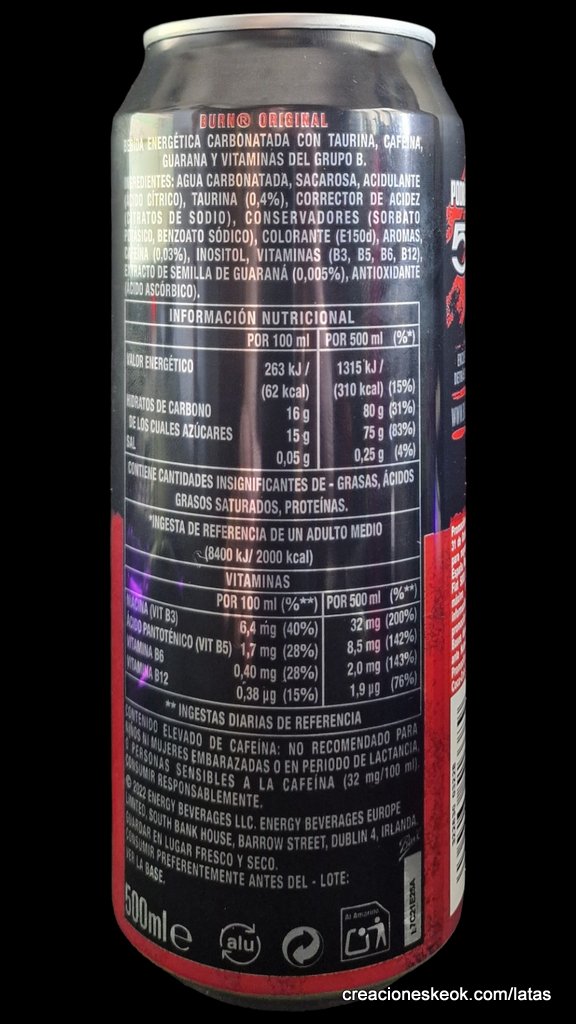 BURN® ORIGINAL
BEBIDA ENERGÉTICA CARBONATADA CON TAURINA, CAFEÍNA,
GUARANA Y VITAMINAS DEL GRUPO B.
INGREDIENTES: AGUA CARBONATADA, SACAROSA, ACIDULANTE
(ÁCIDO CÍTRICO), TAURINA (0,4%), CORRECTOR DE ACIDEZ
(CITRATOS DE SODIO), CONSERVADORES (SORBATO
POTÁSICO, BENZOATO SÓDICO), COLORANTE (E150d), AROMAS,
CAFEÍNA (0,03%), INOSITOL, VITAMINAS (B3, B5, B6, B12),
EXTRACTO DE SEMILLA DE GUARANÁ (0,005%), ANTIOXIDANTE
(ÁCIDO ASCÓRBICO).
INFORMACIÓN NUTRICIONAL
POR 100 ml POR 500 ml (%*)
VALOR ENERGÉTICO 263 kJ / 1315 kJ /
(62 kcal) (310 kcal) (15%)
HIDRATOS DE CARBONO 16 g 80 g (31%)
DE LOS CUALES AZÚCARES 15 g 75 g (83%)
SAL 0,05 g 0,25 g (4%)
CONTIENE CANTIDADES INSIGNIFICANTES DE - GRASAS, ÁCIDOS
GRASOS SATURADOS, PROTEÍNAS.
*INGESTA DE REFERENCIA DE UN ADULTO MEDIO
(8400 kJ/ 2000 kcal)
VITAMINAS
POR 100 ml (%**) POR 500 ml (%**)
NIACINA (VIT B3) 6,4 mg (40%) 32 mg (200%)
ÁCIDO PANTOTÉNICO (VIT B5) 1,7 mg (28%) 8,5 mg (142%)
VITAMINA B6 0,40 mg (28%) 2,0 mg (143%)
VITAMINA B12 0,38 µg (15%) 1,9 µg (76%)
** INGESTAS DIARIAS DE REFERENCIA
CONTENIDO ELEVADO DE CAFEÍNA: NO RECOMENDADO PARA
NIÑOS NI MUJERES EMBARAZADAS O EN PERIODO DE LACTANCIA,
O PERSONAS SENSIBLES A LA CAFEÍNA (32 mg/100 ml).
CONSUMIR RESPONSABLEMENTE.
© 2022 ENERGY BEVERAGES LLC. ENERGY BEVERAGES EUROPE
LIMITED, SOUTH BANK HOUSE, BARROW STREET, DUBLIN 4, IRLANDA.
GUARDAR EN LUGAR FRESCO Y SECO.
CONSUMIR PREFERENTEMENTE ANTES DEL - LOTE:
VER LA BASE.
500ml e
alu
Al Amarillo
creacioneskeok.com/latas